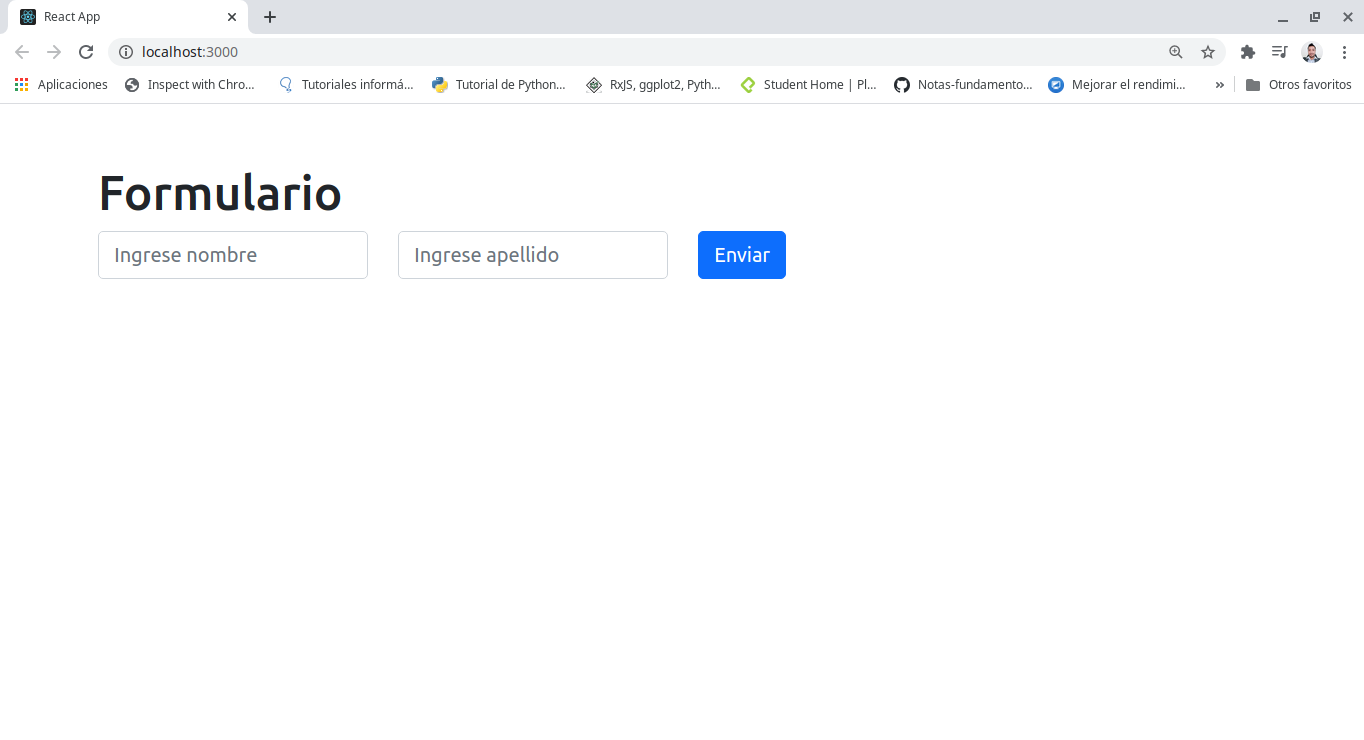 React App
localhost:3000
Aplicaciones Inspect with Chro... Tutoriales informá... Tutorial de Python... RxJS, ggplot2, Pyth... Student Home | Pl... Notas-fundamento... Mejorar el rendimi... » Otros favoritos
Formulario
Ingrese nombre Ingrese apellido Enviar